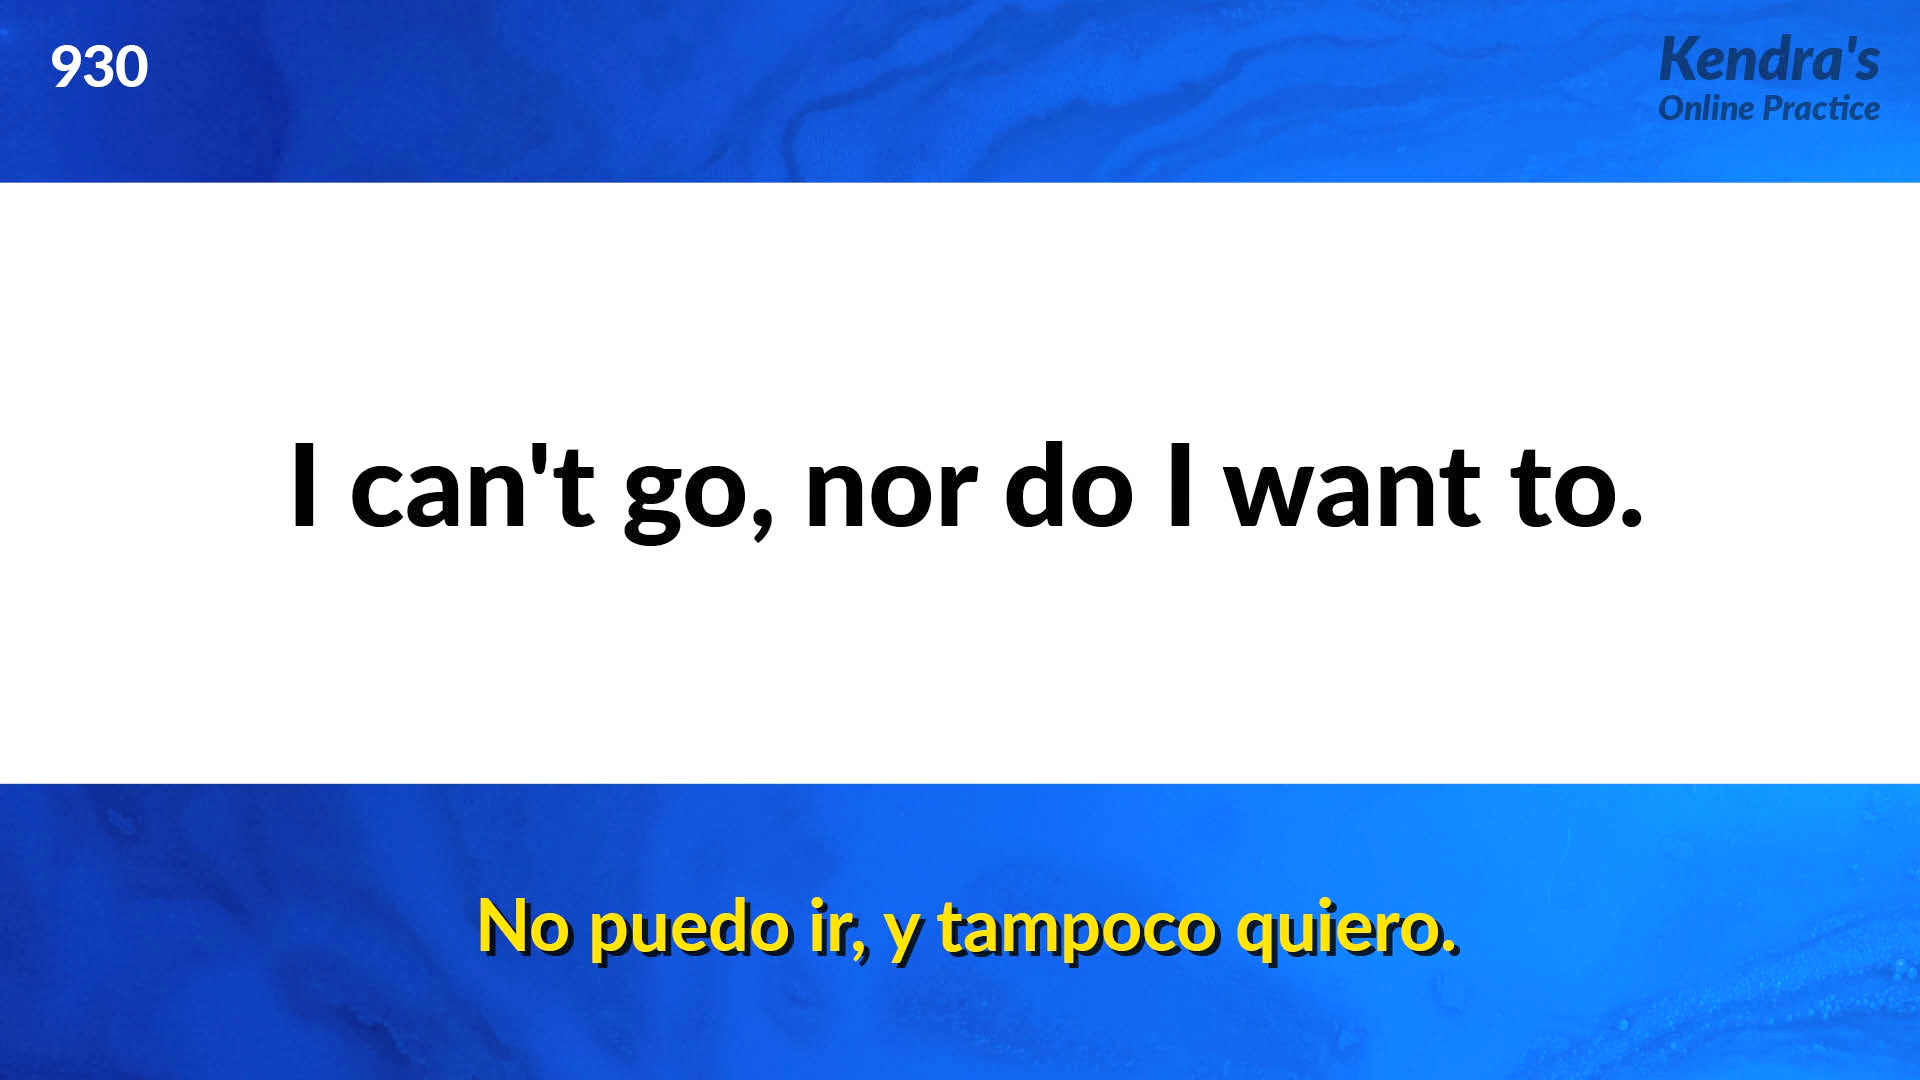 930
Kendra's
Online Practice
I can't go, nor do I want to.
No puedo ir, y tampoco quiero.